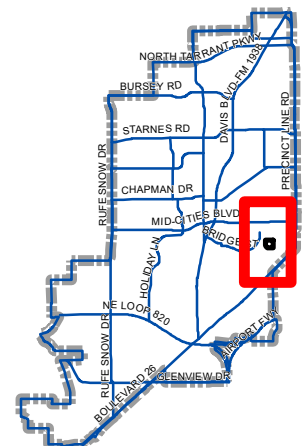 NORTH TARRANT PKWY
DAVIS BLVD-FM 1938
BURSEY RD
PRECINCT LINE RD
STARNES RD
RUFE SNOW DR
CHAPMAN DR
MID-CITIES BLVD
BRIDGE ST
HOLIDAY LN
NE LOOP 820
AIRPORT FWY
RUFE SNOW DR
GLENVIEW DR
BOULEVARD 26